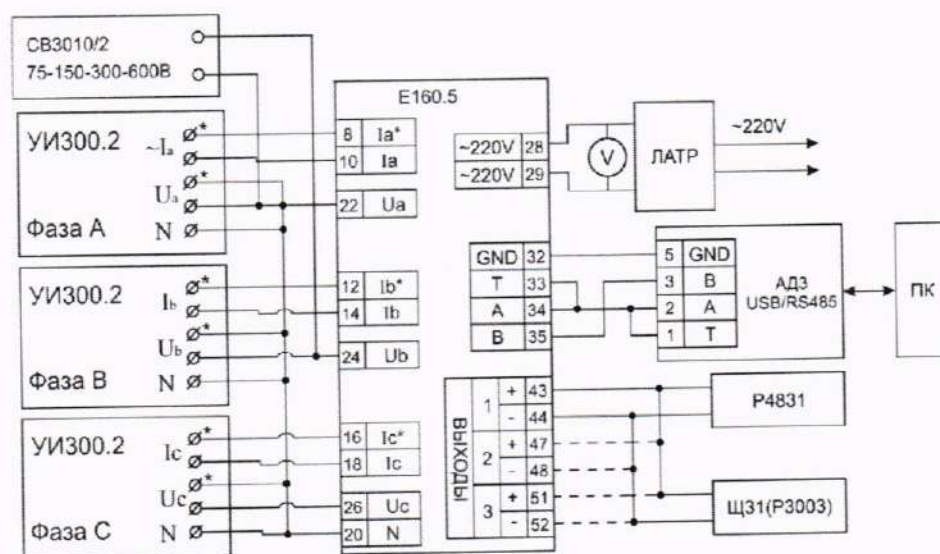 СВ3010/2
75-150-300-600В
УИ300.2
*
~Ia
*
Ua
Фаза А
N
УИ300.2
*
Ib
*
Ub
Фаза В
N
УИ300.2
*
Ic
*
Uc
Фаза С
N
E160.5
8 Ia*
10 Ia
22 Ua
12 Ib*
14 Ib
24 Ub
16 Ic*
18 Ic
26 Uc
20 N
~220V 28
~220V 29
GND 32
T 33
A 34
B 35
ВЫХОДЫ
1
+ 43
- 44
2
+ 47
- 48
3
+ 51
- 52
V
ЛАТР
~220V
5 GND
3 B
2 A
1 T
АД3
USB/RS485
ПК
Р4831
Щ31(Р3003)